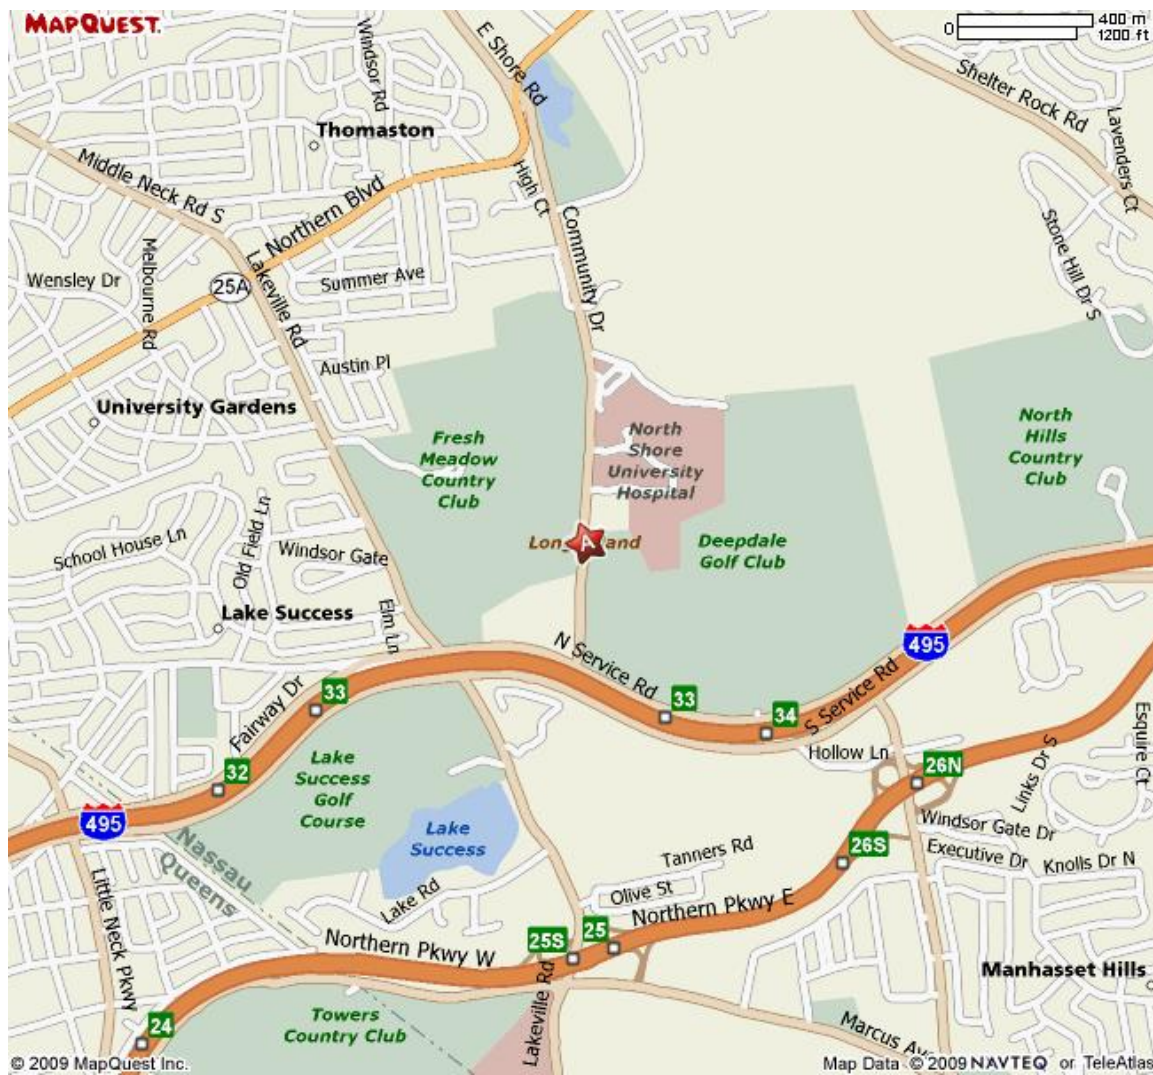 MAPQUEST.
0
400 m
1200 ft
Windsor Rd
E Shore Rd
Shelter Rock Rd
Lavenders Ct
Thomaston
Middle Neck Rd S
High Ct
Northern Blvd
Community Dr
Stone Hill Dr S
Wensley Dr
Melbourne Rd
25A
Lakeville Rd
Summer Ave
Austin Pl
University Gardens
Fresh
Meadow
Country
Club
North
Shore
University
Hospital
North
Hills
Country
Club
School House Ln
Old Field Ln
Windsor Gate
A
Deepdale
Golf Club
Lake Success
Elm Ln
N Service Rd
495
S Service Rd
33
33
34
Fairway Dr
Hollow Ln
Esquire Ct
32
Lake
Success
Golf
Course
26N
Links Dr S
495
Lake
Success
Windsor Gate Dr
Nassau
Queens
Tanners Rd
26S
Executive Dr
Knolls Dr N
Little Neck Pkwy
Lake Rd
Olive St
Northern Pkwy E
Northern Pkwy W
25S
25
Manhasset Hills
Lakeville Rd
24
Towers
Country Club
Marcus
© 2009 MapQuest Inc.
Map Data © 2009 NAVTEQ or TeleAtlas